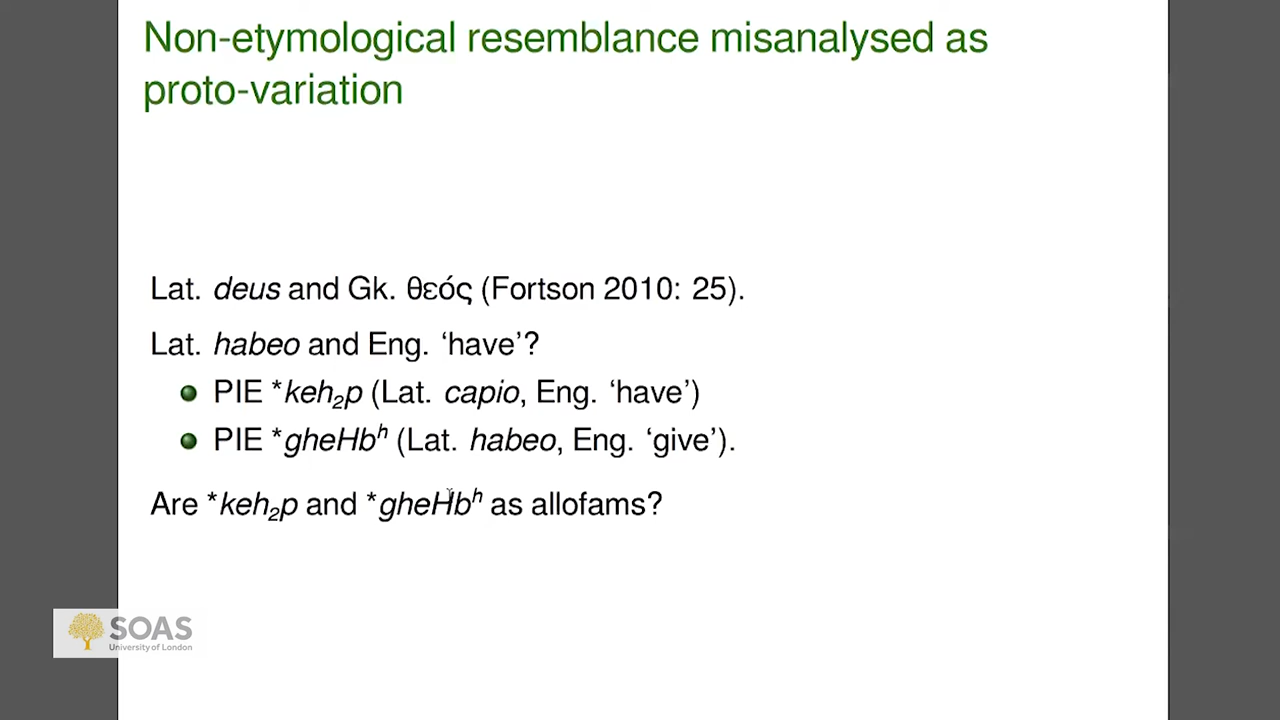 Non-etymological resemblance misanalysed as
proto-variation
Lat. deus and Gk. θεός (Fortson 2010: 25).
Lat. habeo and Eng. ‘have’?
PIE *keh₂p (Lat. capio, Eng. ‘have’)
PIE *gheHbʰ (Lat. habeo, Eng. ‘give’).
Are *keh₂p and *gheHbʰ as allofams?
SOAS
University of London